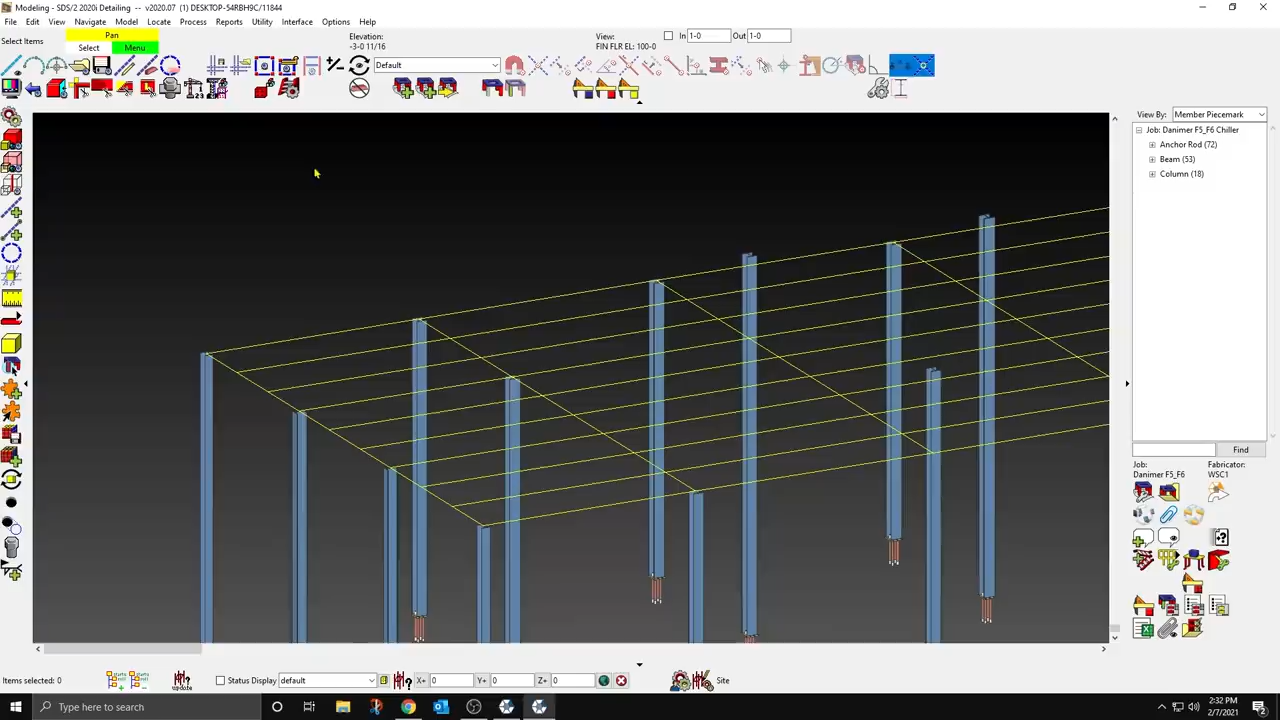 Modeling - SDS/2 2020i Detailing -- v2020.07 (1) DESKTOP-54RBH9C/11844
File Edit View Navigate Model Locate Process Reports Utility Interface Options Help
Select Items
Pan
Select Menu
Elevation:
-3-0 11/16
View:
FIN FLR EL: 100-0
In 1-0 Out 1-0
Default
View By: Member Piecemark
Job: Danimer F5_F6 Chiller
Anchor Rod (72)
Beam (53)
Column (18)
Find
Job:
Danimer F5_F6
Fabricator:
WSC1
Items selected: 0
update
Status Display
default
X+ 0
Y+ 0
Z+ 0
Site
Type here to search
2:32 PM
2/7/2021